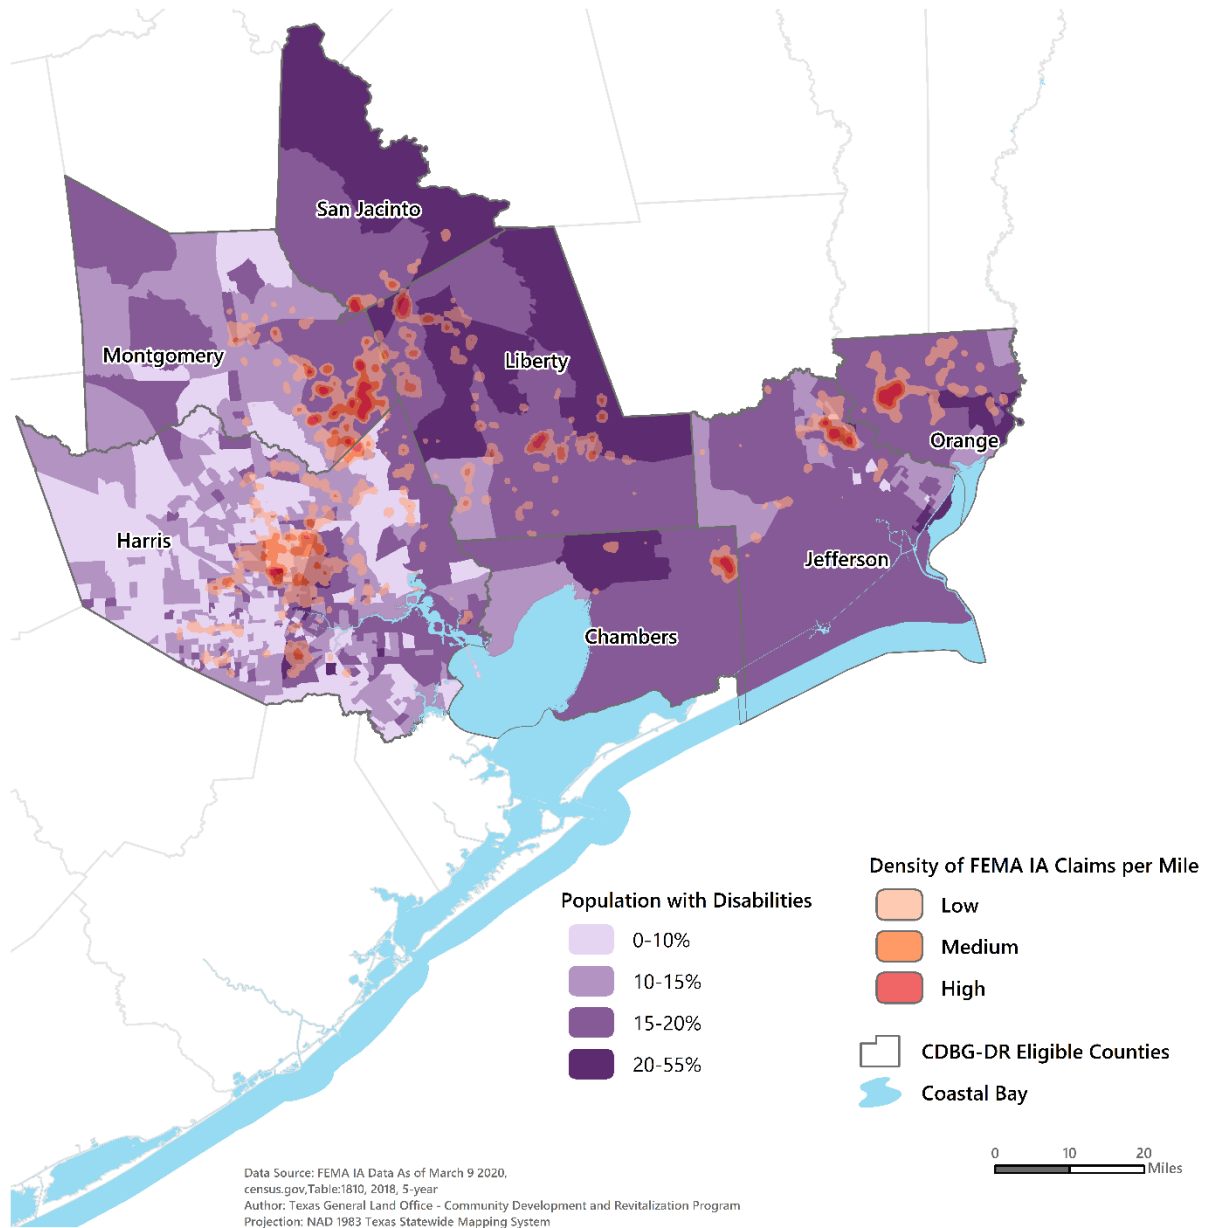 San Jacinto
Montgomery
Liberty
Orange
Harris
Jefferson
Chambers
Density of FEMA IA Claims per Mile
Low
Medium
High
Population with Disabilities
0-10%
10-15%
15-20%
20-55%
CDBG-DR Eligible Counties
Coastal Bay
0 10 20
Miles
Data Source: FEMA IA Data As of March 9 2020,
census.gov,Table:1810, 2018, 5-year
Author: Texas General Land Office - Community Development and Revitalization Program
Projection: NAD 1983 Texas Statewide Mapping System